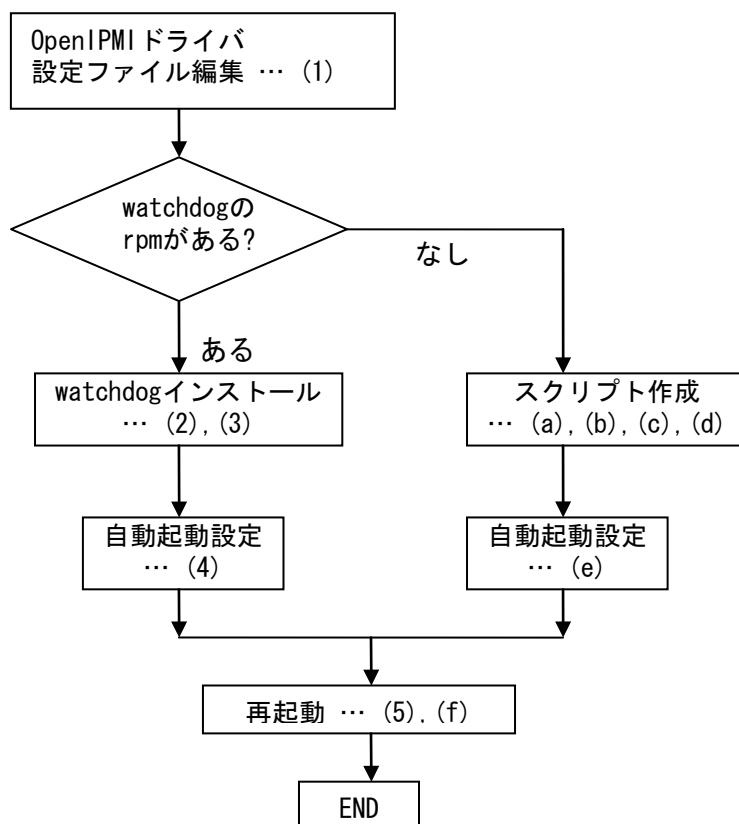 OpenIPMIドライバ
設定ファイル編集 … (1)
watchdogの
rpmがある?
なし
ある
watchdogインストール
… (2),(3)
スクリプト作成
… (a),(b),(c),(d)
自動起動設定
… (4)
自動起動設定
… (e)
再起動 … (5),(f)
END